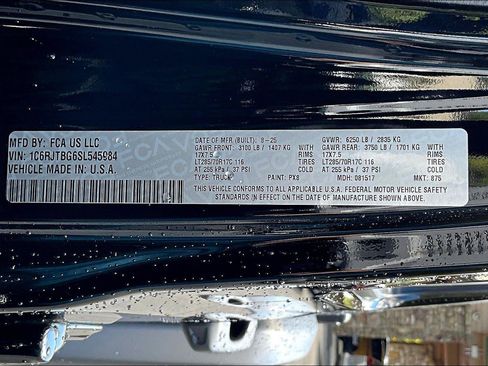 MFD BY: FCA US LLC
VIN: 1C6RJTBG6SL545984
VEHICLE MADE IN: U.S.A.
DATE OF MFR (BUILT): 8-25 GVWR: 6250 LB / 2835 KG
GAWR FRONT: 3100 LB / 1407 KG GAWR REAR: 3750 LB / 1701 KG
17X7.5 RIMS 17X7.5
LT285/70R17C 116 TIRES LT285/70R17C 116
AT 255 kPa / 37 PSI COLD AT 255 kPa / 37 PSI COLD
TYPE: TRUCK PAINT: PX8 MDH: 081517 MKT: 875
THIS VEHICLE CONFORMS TO ALL APPLICABLE U.S.A. FEDERAL MOTOR VEHICLE SAFETY
STANDARDS IN EFFECT ON THE DATE OF MANUFACTURE SHOWN ABOVE.